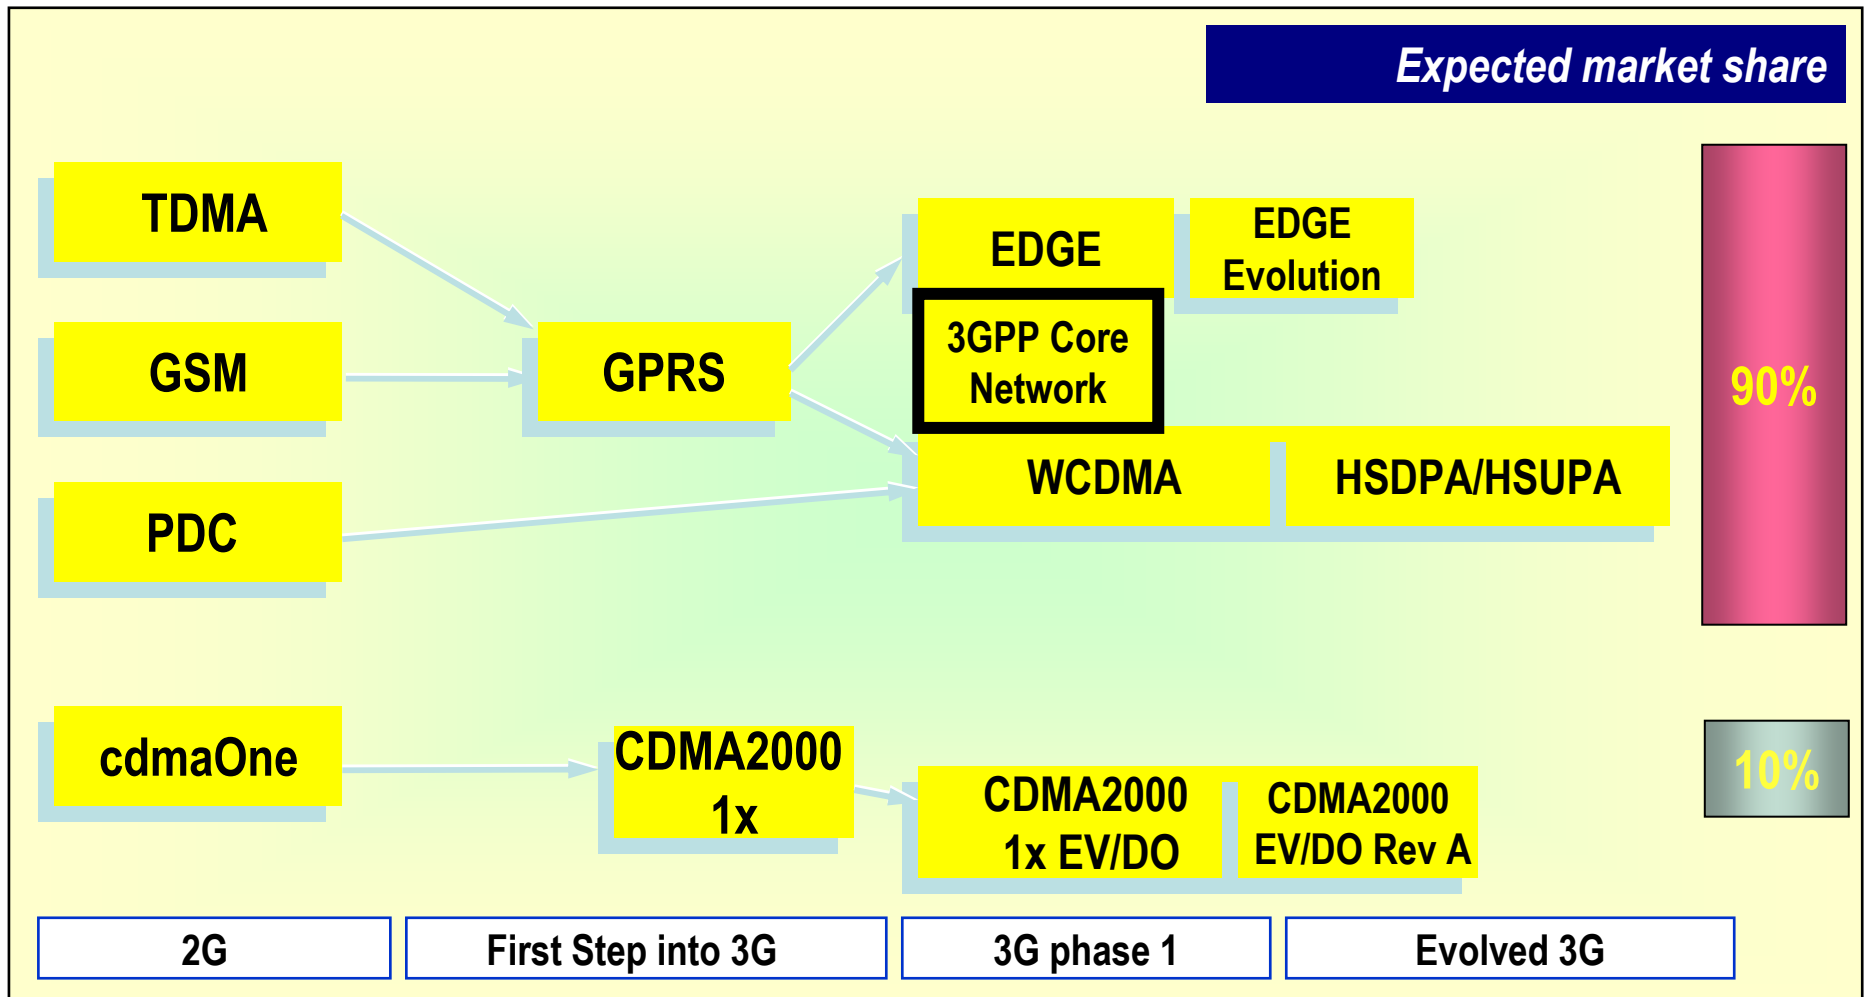 Expected market share
TDMA
GSM
PDC
cdmaOne
GPRS
CDMA2000
1x
EDGE
EDGE
Evolution
3GPP Core
Network
WCDMA
HSDPA/HSUPA
CDMA2000
1x EV/DO
CDMA2000
EV/DO Rev A
90%
10%
2G
First Step into 3G
3G phase 1
Evolved 3G